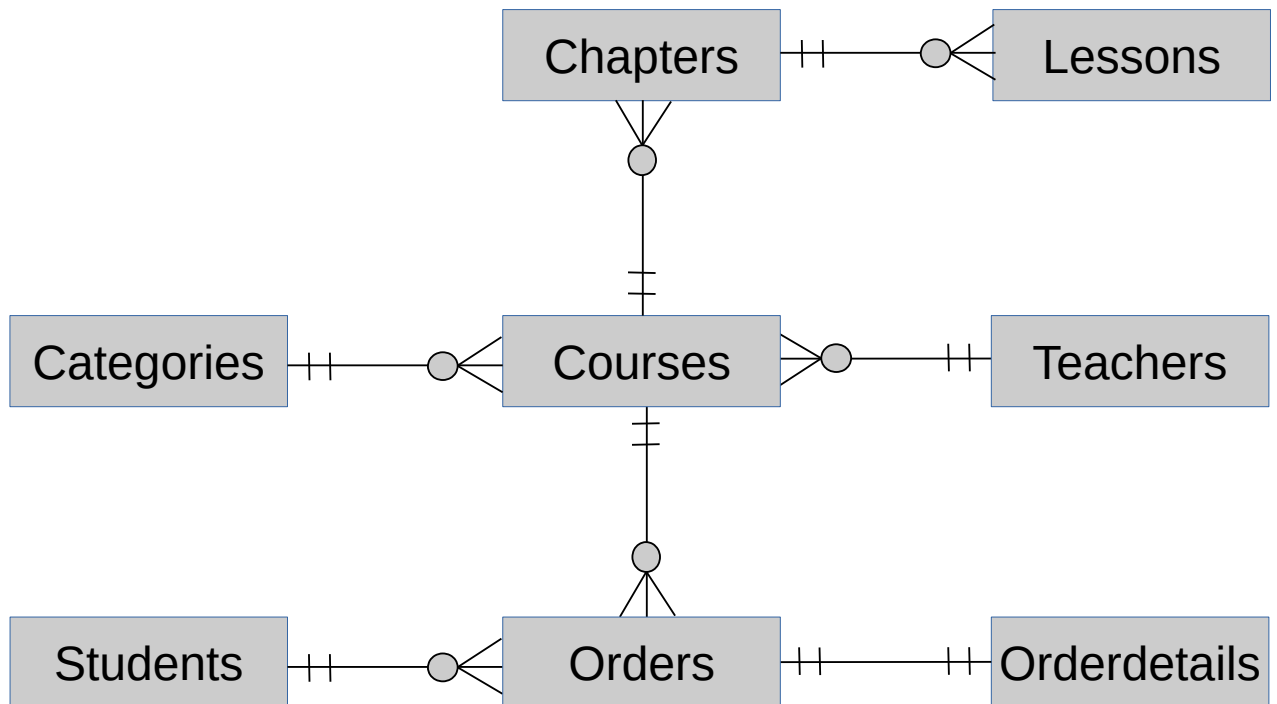 Chapters
Lessons
Categories
Courses
Teachers
Students
Orders
Orderdetails